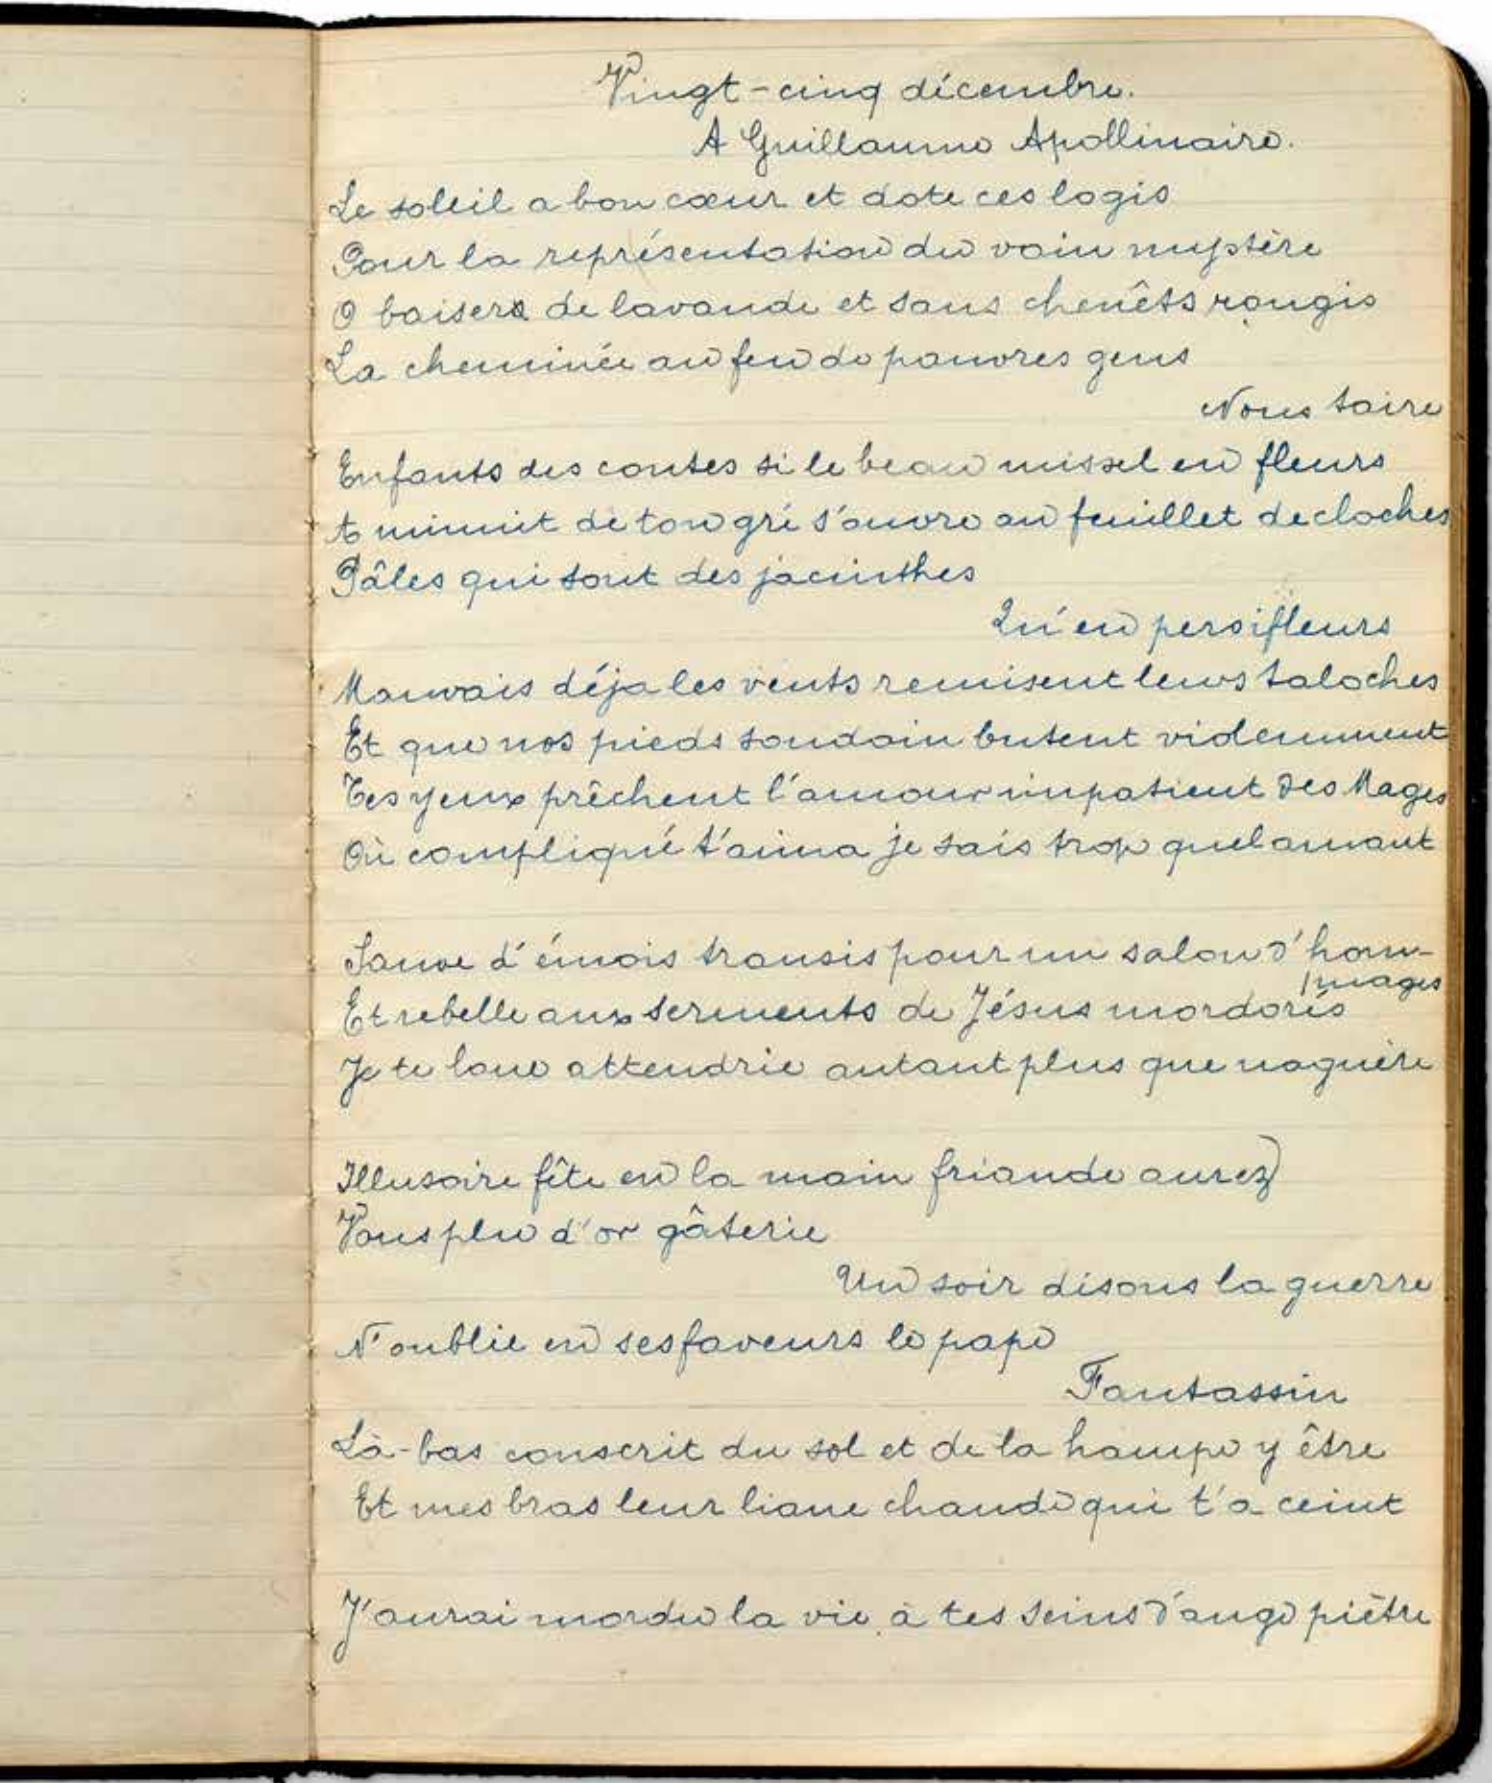 Vingt-cinq décembre.
A Guillaume Apollinaire.
Le soleil a bon cœur et dote ces logis
Pour la représentation du vain mystère
O baisers de lavande et sans chenêts rougis
La cheminée au feu de pauvres gens
Nous taire
Enfants des contes si le beau missel en fleurs
A minuit de ton gré s'ouvre au feuillet de cloches
Pâles qui sont des jacinthes
Qu'en persifleurs
Mauvais déja les vents remisent leurs taloches
Et que nos pieds soudain butent videmment
Tes yeux prêchent l'amour impatient des Mages
Où compliqué t'aima je sais trop quel amant
Sauve d'émois transis pour un salon d'hom-
mages
Et rebelle aux serments de Jésus mordorés
Je te loue attendrie autant plus que naguère
Illusoire fête en la main friande aurez
Vous plu d'or gâterie
Un soir disons la guerre
N'oublie en ses faveurs le pape
Fantassin
Là-bas conscrit du sol et de la hampe y être
Et mes bras leur liane chaude qui t'a ceint
J'aurai mordu la vie à tes seins d'ange piètre